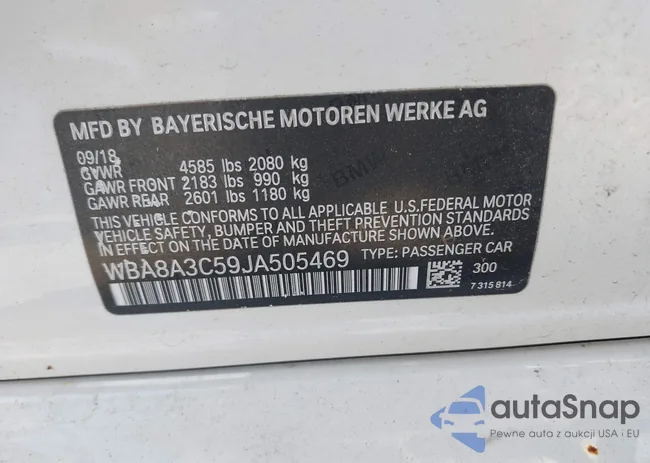 MFD BY BAYERISCHE MOTOREN WERKE AG
09/18
GVWR 4585 lbs 2080 kg
GAWR FRONT 2183 lbs 990 kg
GAWR REAR 2601 lbs 1180 kg
THIS VEHICLE CONFORMS TO ALL APPLICABLE U.S.FEDERAL MOTOR
VEHICLE SAFETY, BUMPER AND THEFT PREVENTION STANDARDS
IN EFFECT ON THE DATE OF MANUFACTURE SHOWN ABOVE.
WBA8A3C59JA505469 TYPE: PASSENGER CAR
300
7 315 814
autoSnap
Pewne auta z aukcji USA i EU